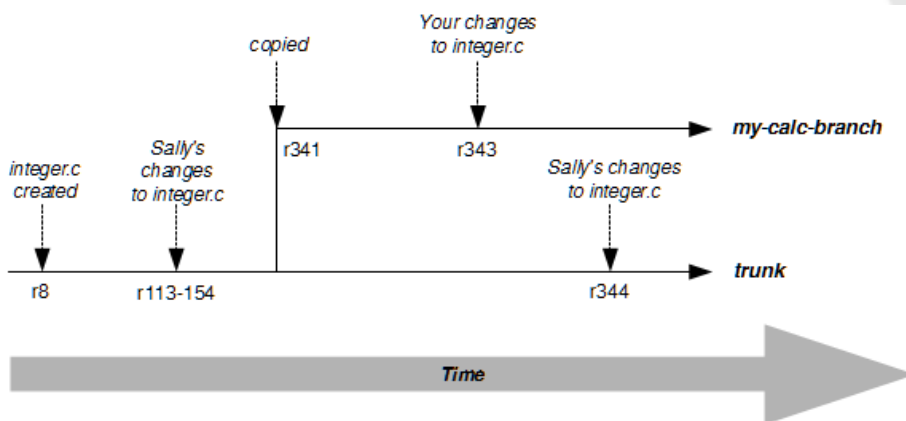 Your changes
to integer.c
copied
my-calc-branch
r341
r343
Sally's
changes
to integer.c
integer.c
created
Sally's changes
to integer.c
trunk
r8
r113-154
r344
Time